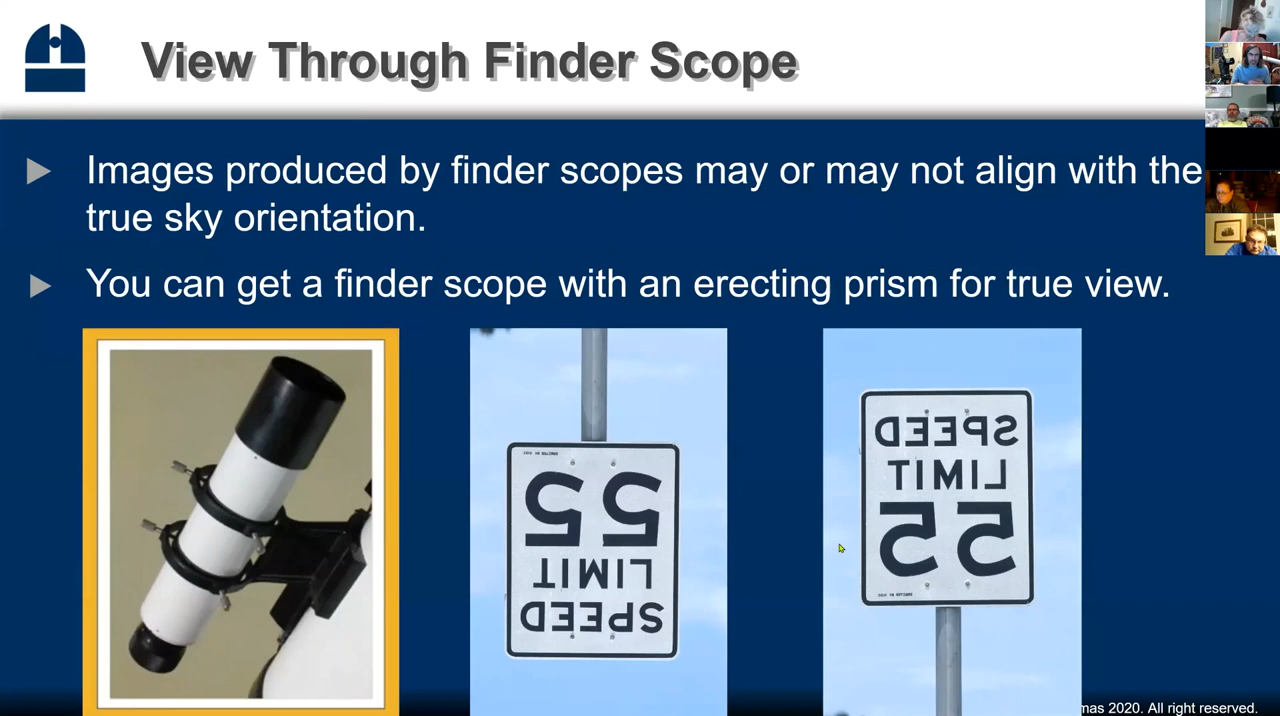 View Through Finder Scope
Images produced by finder scopes may or may not align with the
true sky orientation.
You can get a finder scope with an erecting prism for true view.
55
LIMIT
SPEED
SPEED
LIMIT
55
mas 2020. All right reserved.